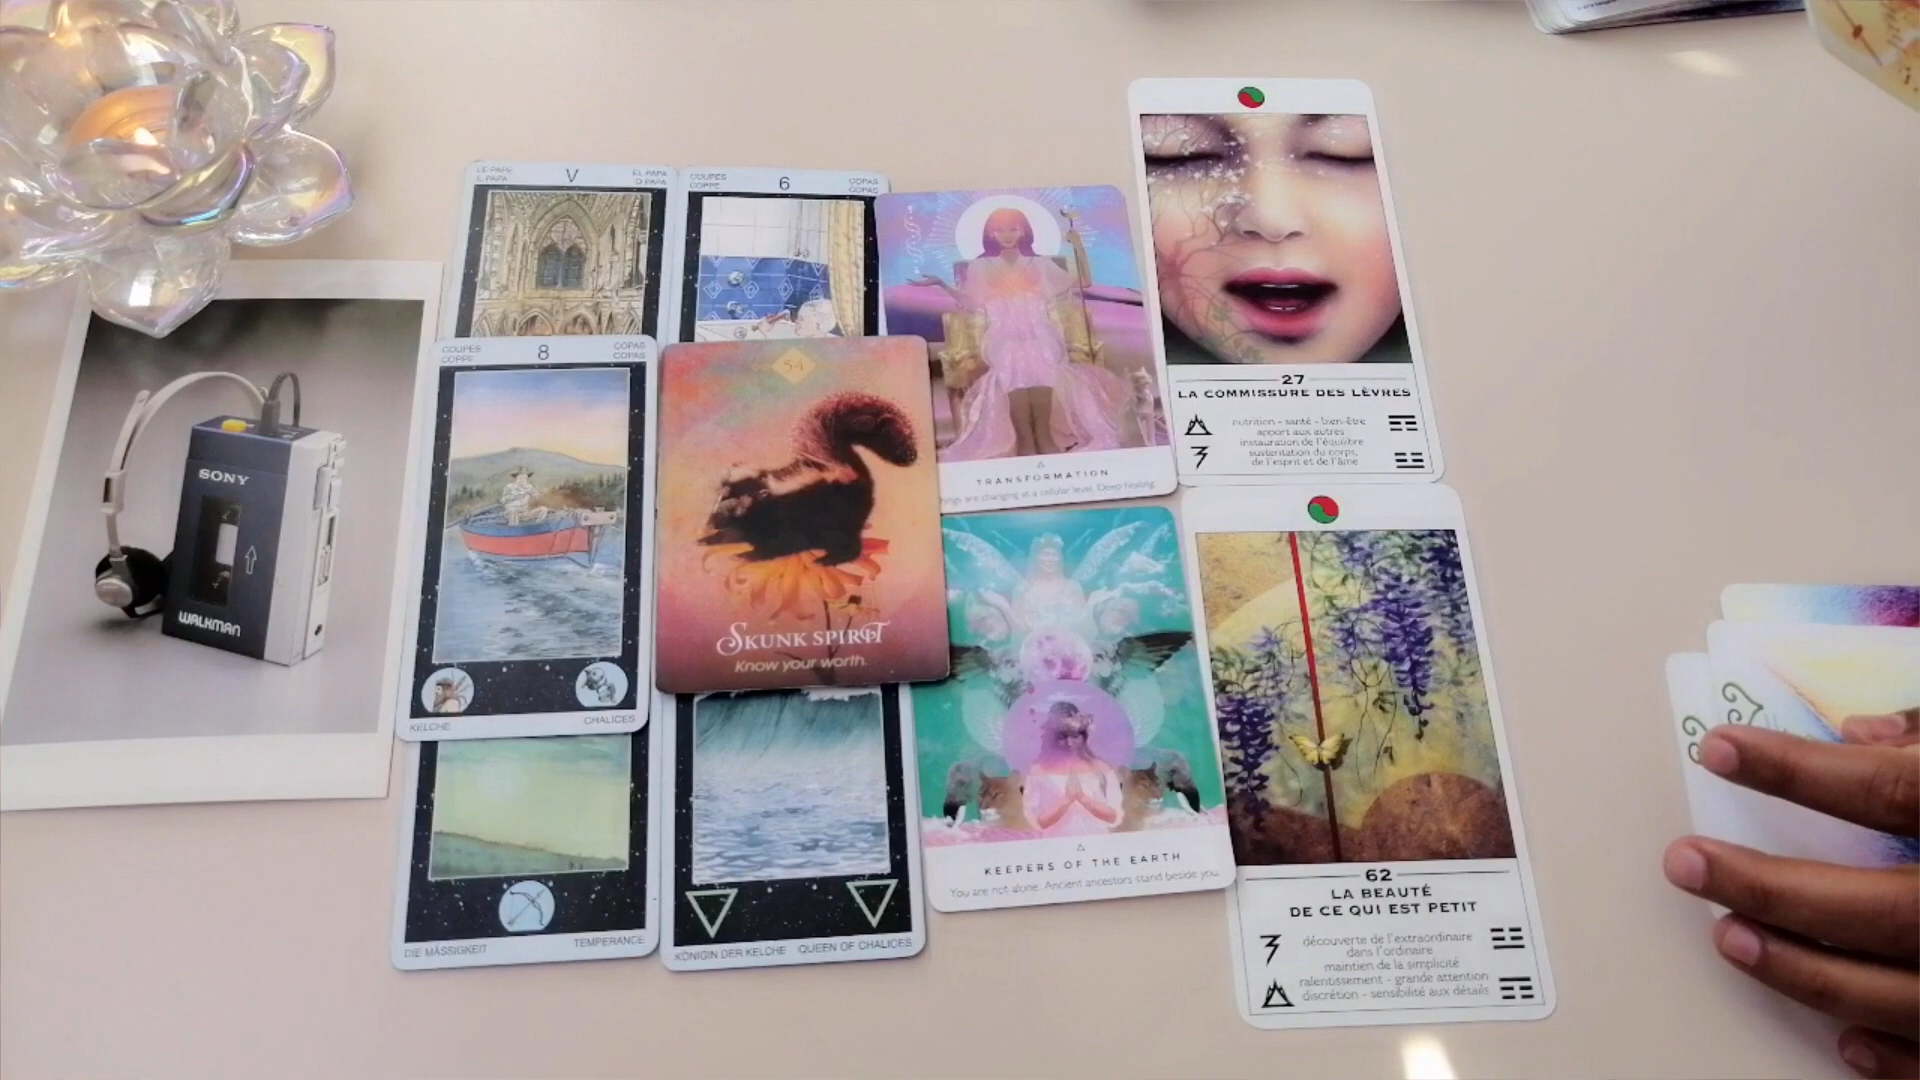 SONY
WALKMAN
LE PAPE
IL PAPA
V
EL PAPA
O PAPA
COUPES
COPPE
6
COPAS
COPAS
COUPES
COPPE
8
COPAS
COPAS
KELCHE
CHALICES
DIE MÄSSIGKEIT
TEMPERANCE
54
SKUNK SPIRIT
Know your worth.
KÖNIGIN DER KELCHE
QUEEN OF CHALICES
TRANSFORMATION
things are changing at a cellular level. Deep healing.
KEEPERS OF THE EARTH
You are not alone. Ancient ancestors stand beside you.
27
LA COMMISSURE DES LÈVRES
nutrition - santé - bien-être
apport aux autres
instauration de l'équilibre
sustentation du corps,
de l'esprit et de l'âme
62
LA BEAUTÉ
DE CE QUI EST PETIT
découverte de l'extraordinaire
dans l'ordinaire
maintien de la simplicité
ralentissement - grande attention
discrétion - sensibilité aux détails